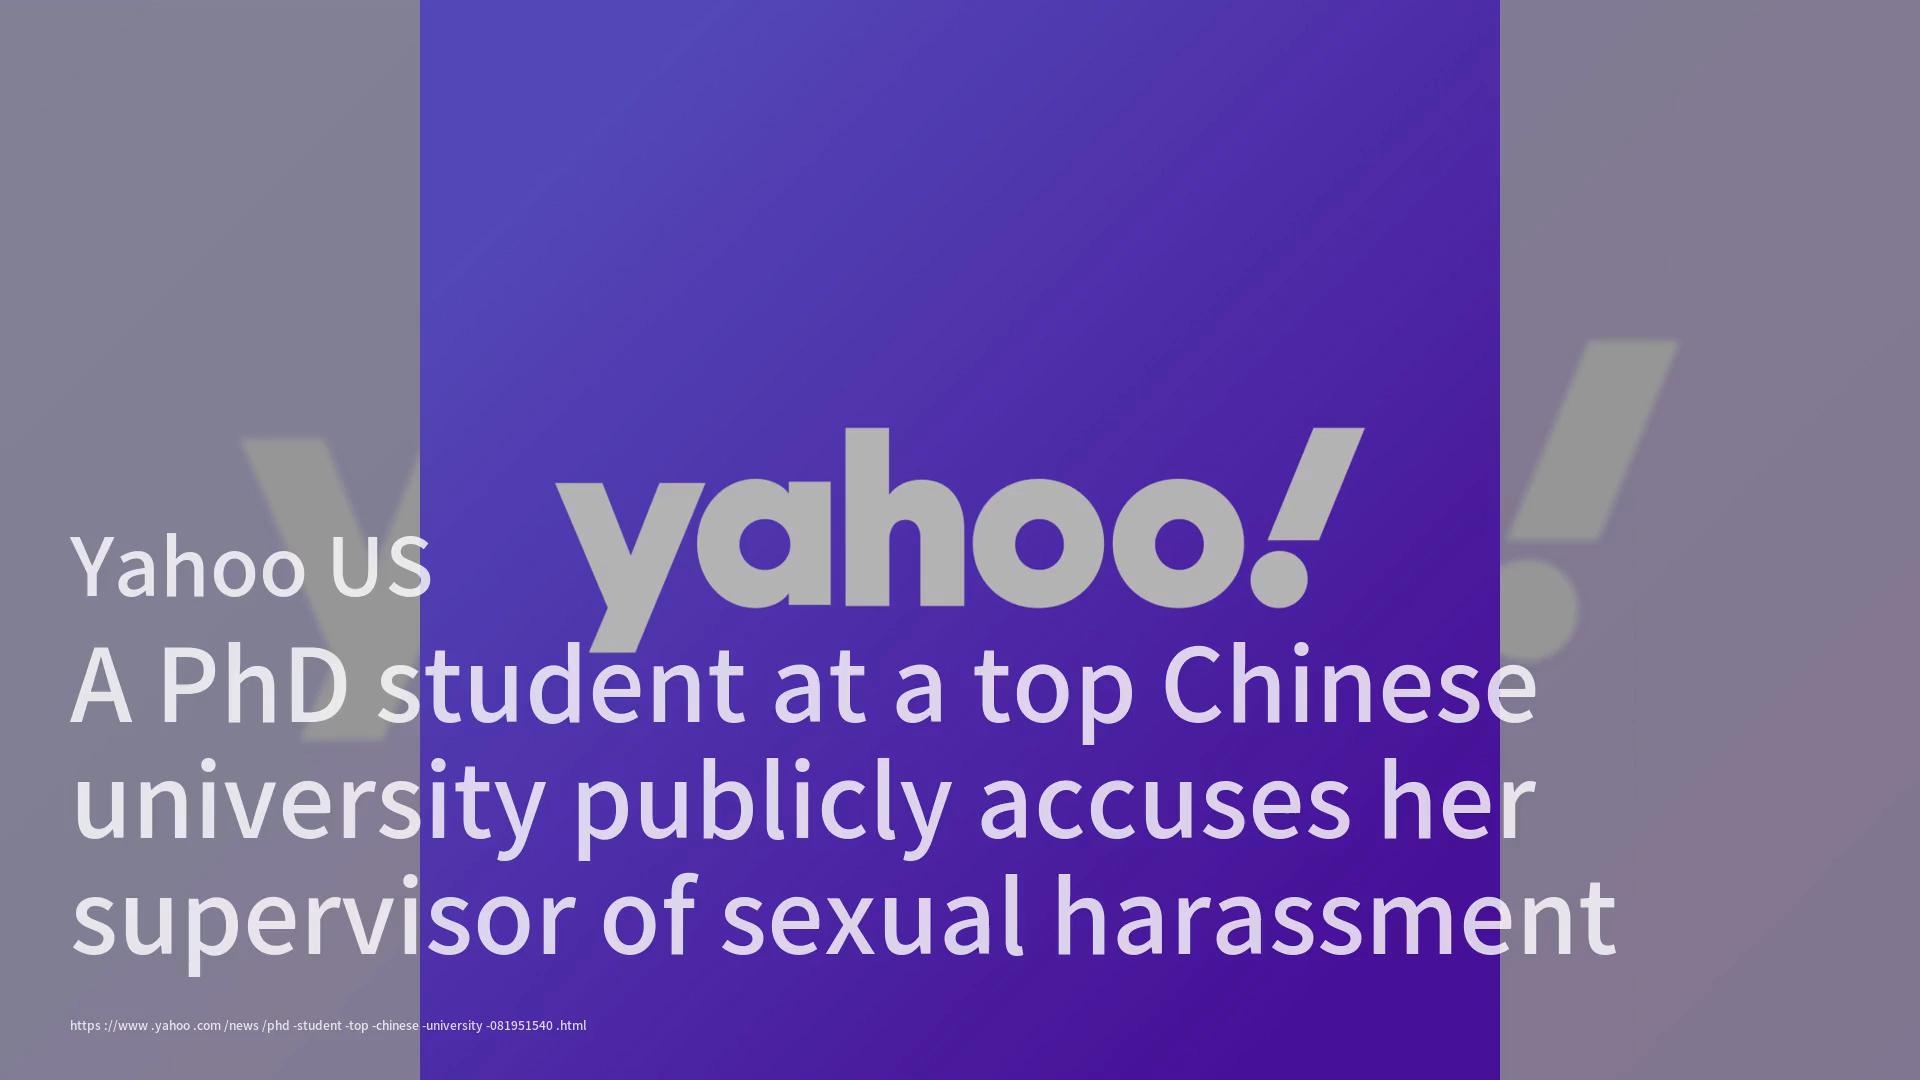 yahoo!
Yahoo US
A PhD student at a top Chinese
university publicly accuses her
supervisor of sexual harassment
https ://www .yahoo .com /news /phd -student -top -chinese -university -081951540 .html